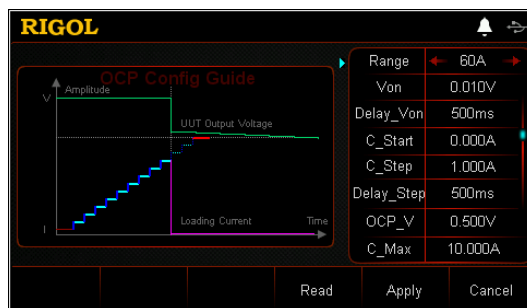 RIGOL
OCP Config Guide
Amplitude
V
UUT Output Voltage
Loading Current
Time
I
Range 60A
Von 0.010V
Delay_Von 500ms
C_Start 0.000A
C_Step 1.000A
Delay_Step 500ms
OCP_V 0.500V
C_Max 10.000A
Read Apply Cancel